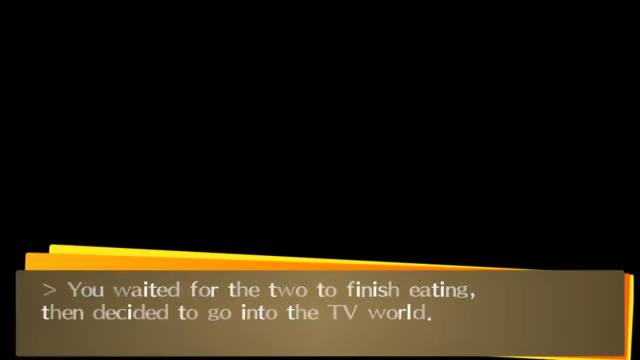 > You waited for the two to finish eating,
then decided to go into the TV world.